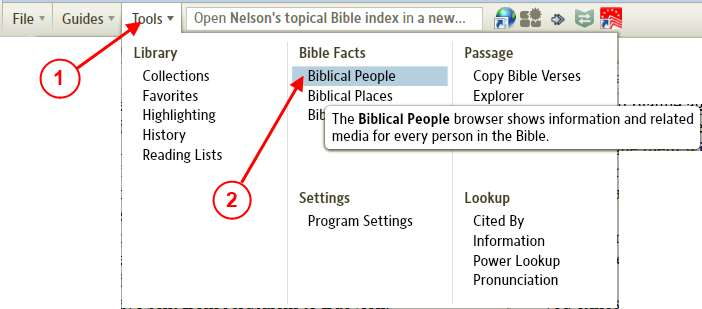 File Guides Tools Open Nelson's topical Bible index in a new...
1
Library
Collections
Favorites
Highlighting
History
Reading Lists
Bible Facts
Biblical People
Biblical Places
The Biblical People browser shows information and related
media for every person in the Bible.
2
Settings
Program Settings
Passage
Copy Bible Verses
Explorer
Lookup
Cited By
Information
Power Lookup
Pronunciation